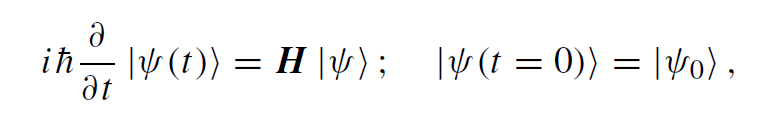 iħ ∂/∂t |ψ(t)⟩ = H |ψ⟩ ; |ψ(t = 0)⟩ = |ψ₀⟩ ,